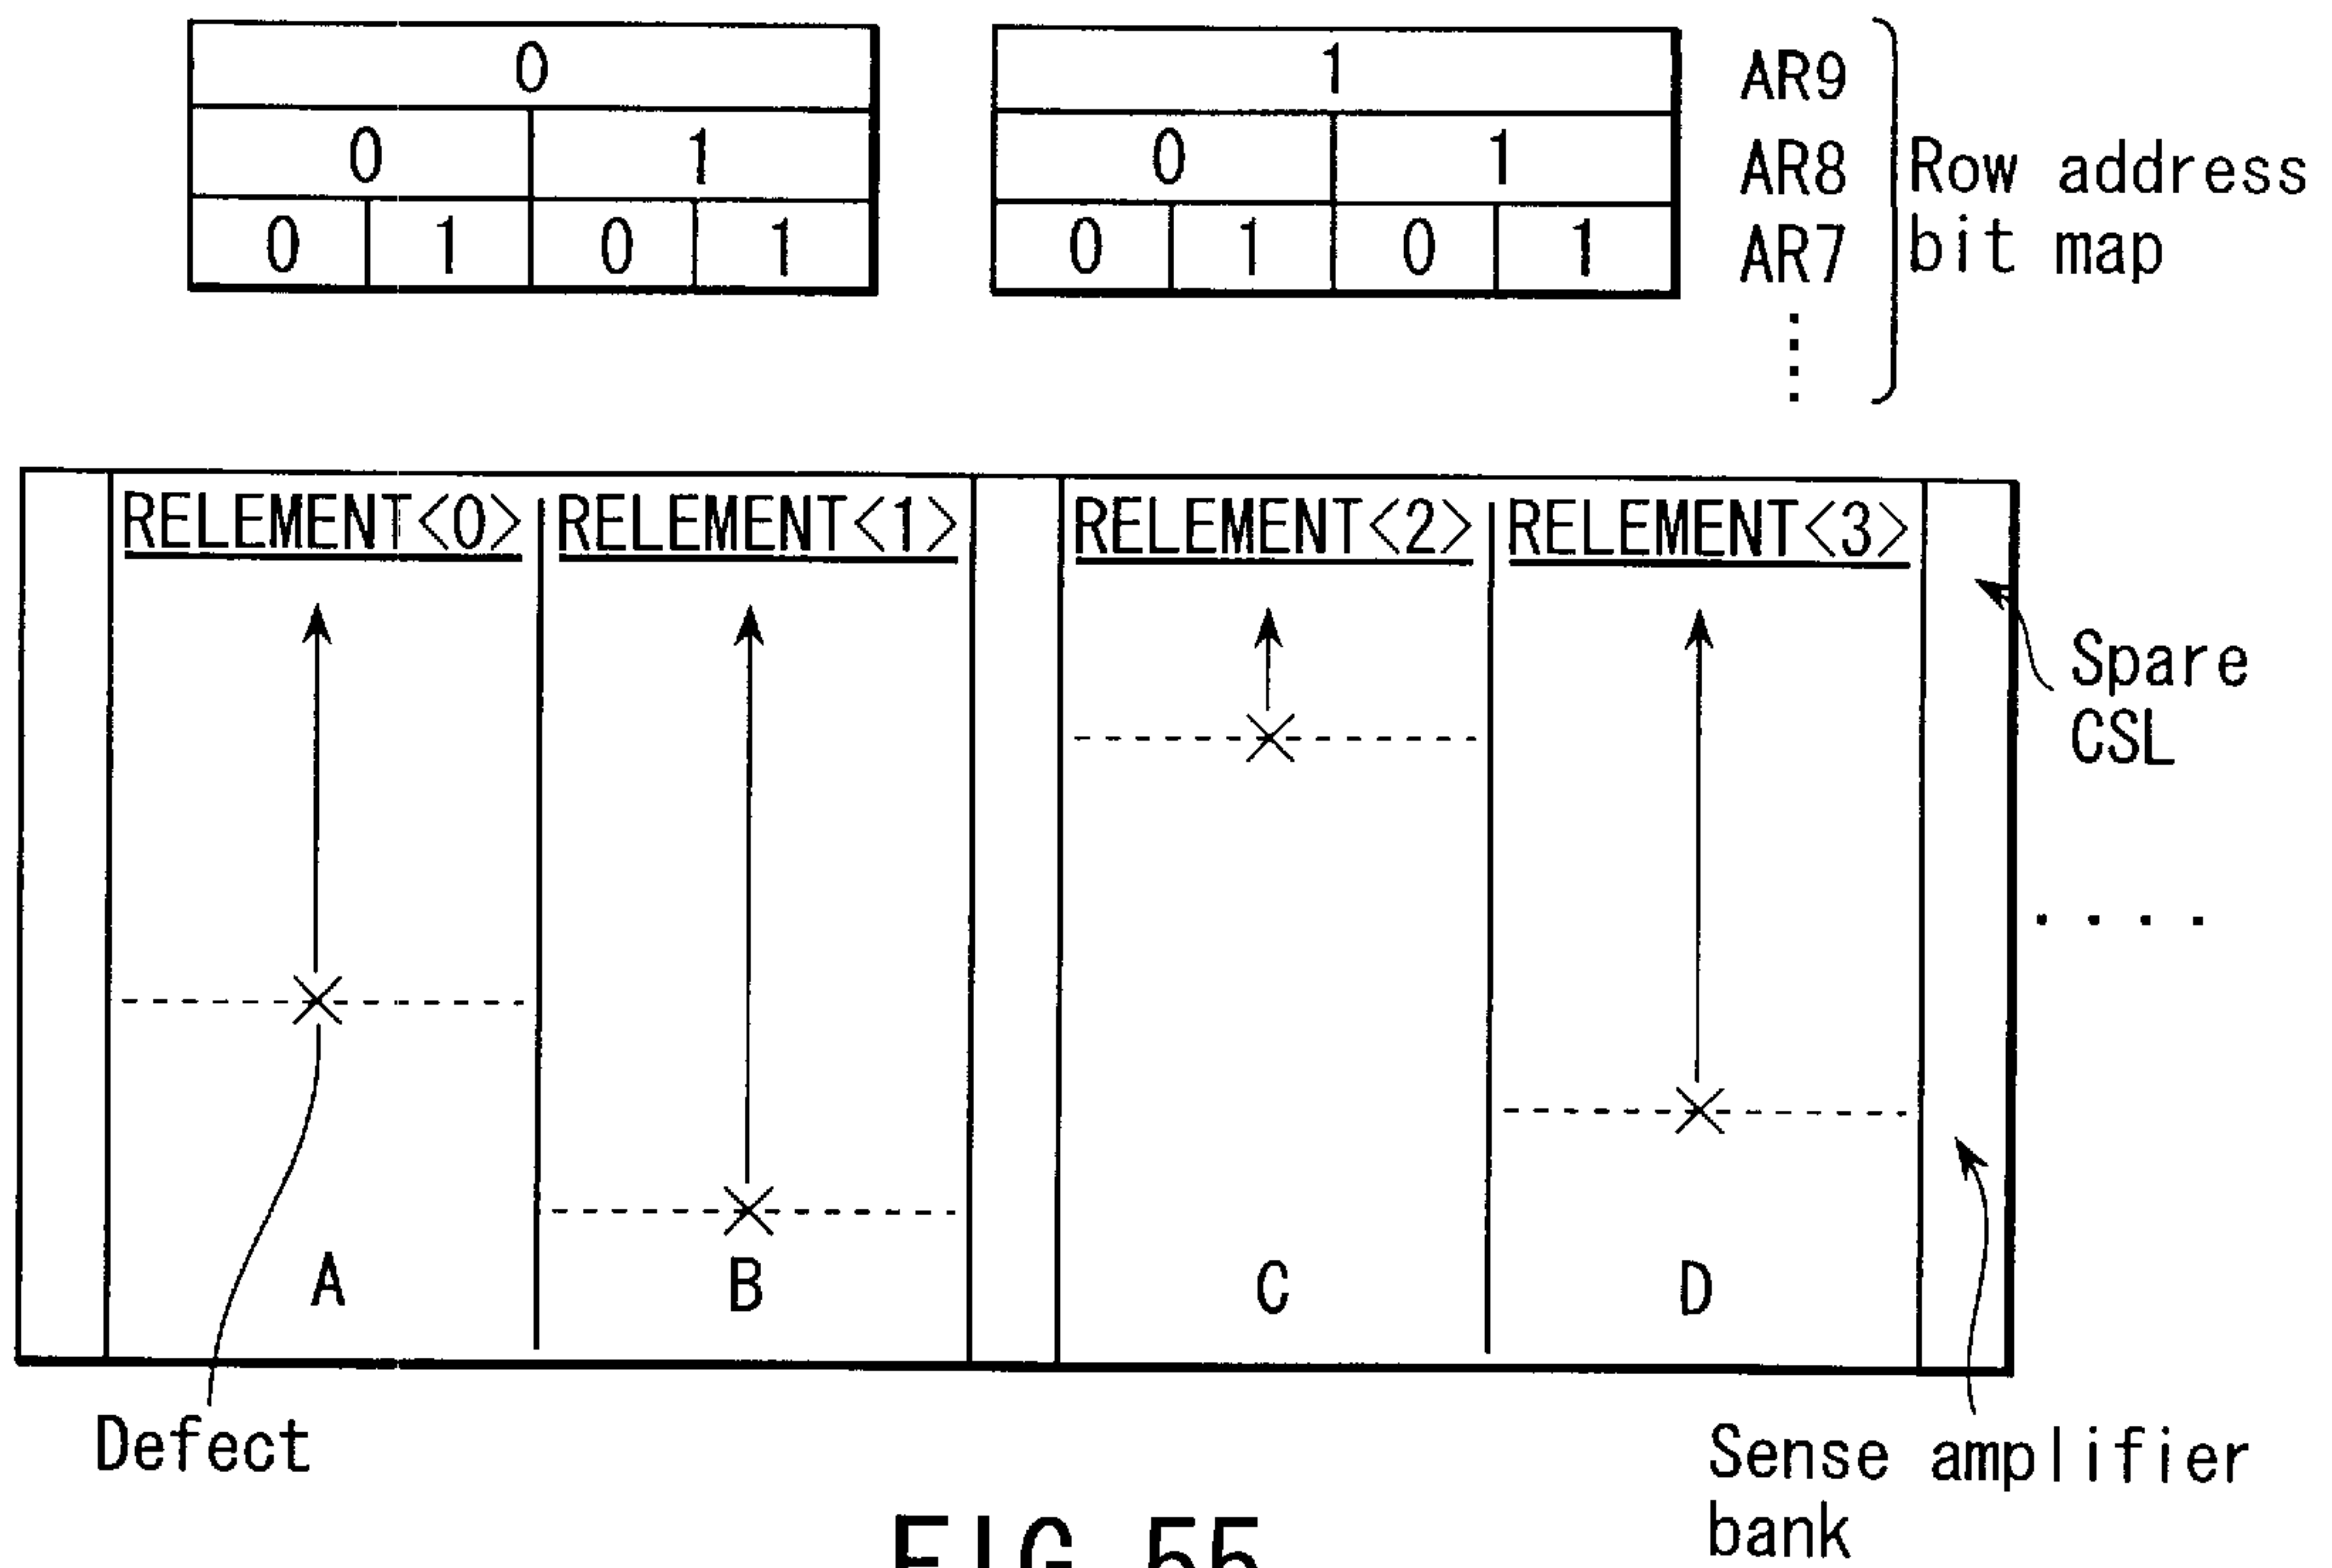 0 1 AR9
0 1 0 1 AR8 Row address
0 1 0 1 0 1 0 1 AR7 bit map
RELEMENT<0> RELEMENT<1> RELEMENT<2> RELEMENT<3>
Spare
CSL
A B C D
Defect
Sense amplifier
bank
FIG. 55